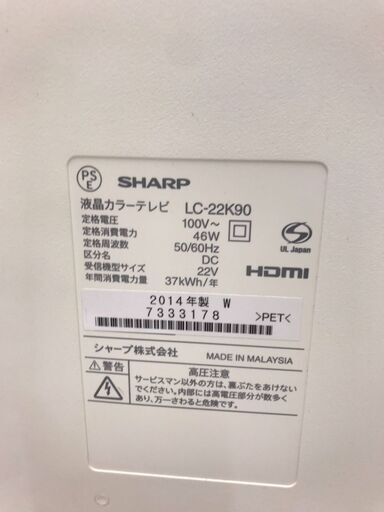 PS
E
SHARP
液晶カラーテレビ LC-22K90
定格電圧 100V~
定格消費電力 46W
定格周波数 50/60Hz
区分名 DC
受信機型サイズ 22V
年間消費電力量 37kWh/年
S
UL Japan
HDMI
2014年製 W
7333178
>PET<
シャープ株式会社 MADE IN MALAYSIA
警告 高圧注意
サービスマン以外の方は、裏ぶたをあけない
でください。内部には高電圧部分が数多く
あり、万一さわると危険です。